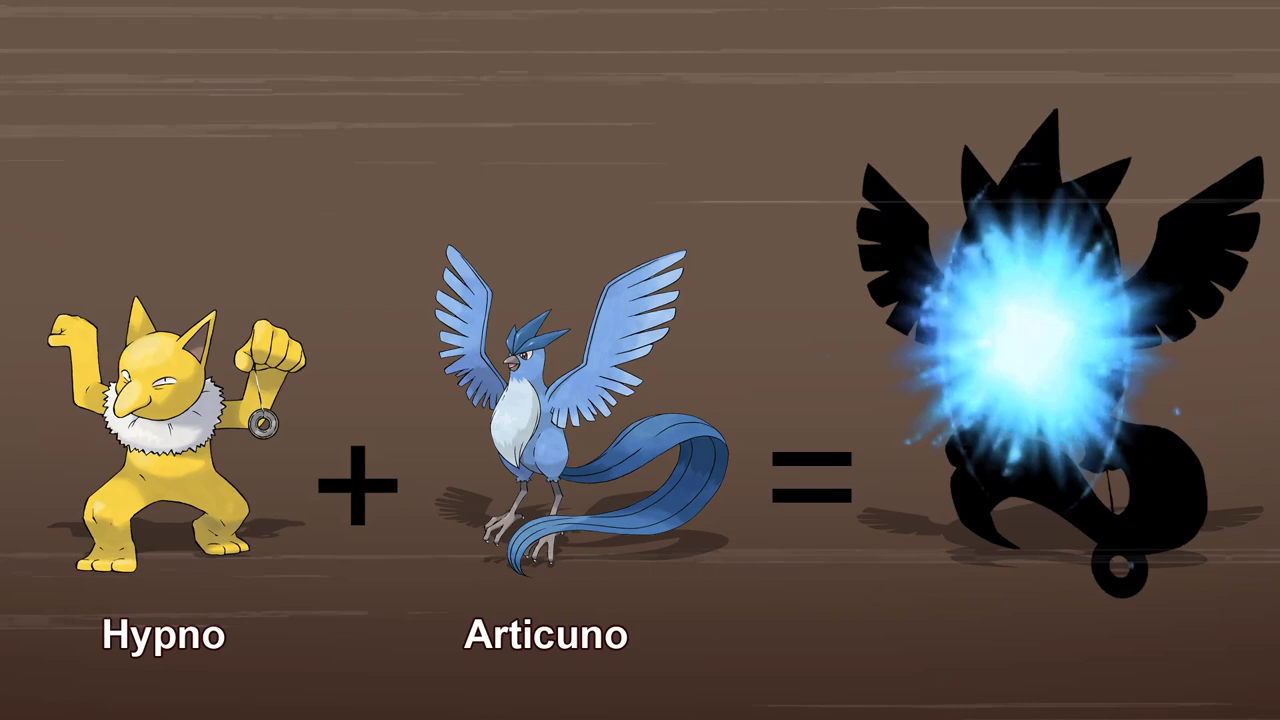 + =
Hypno Articuno